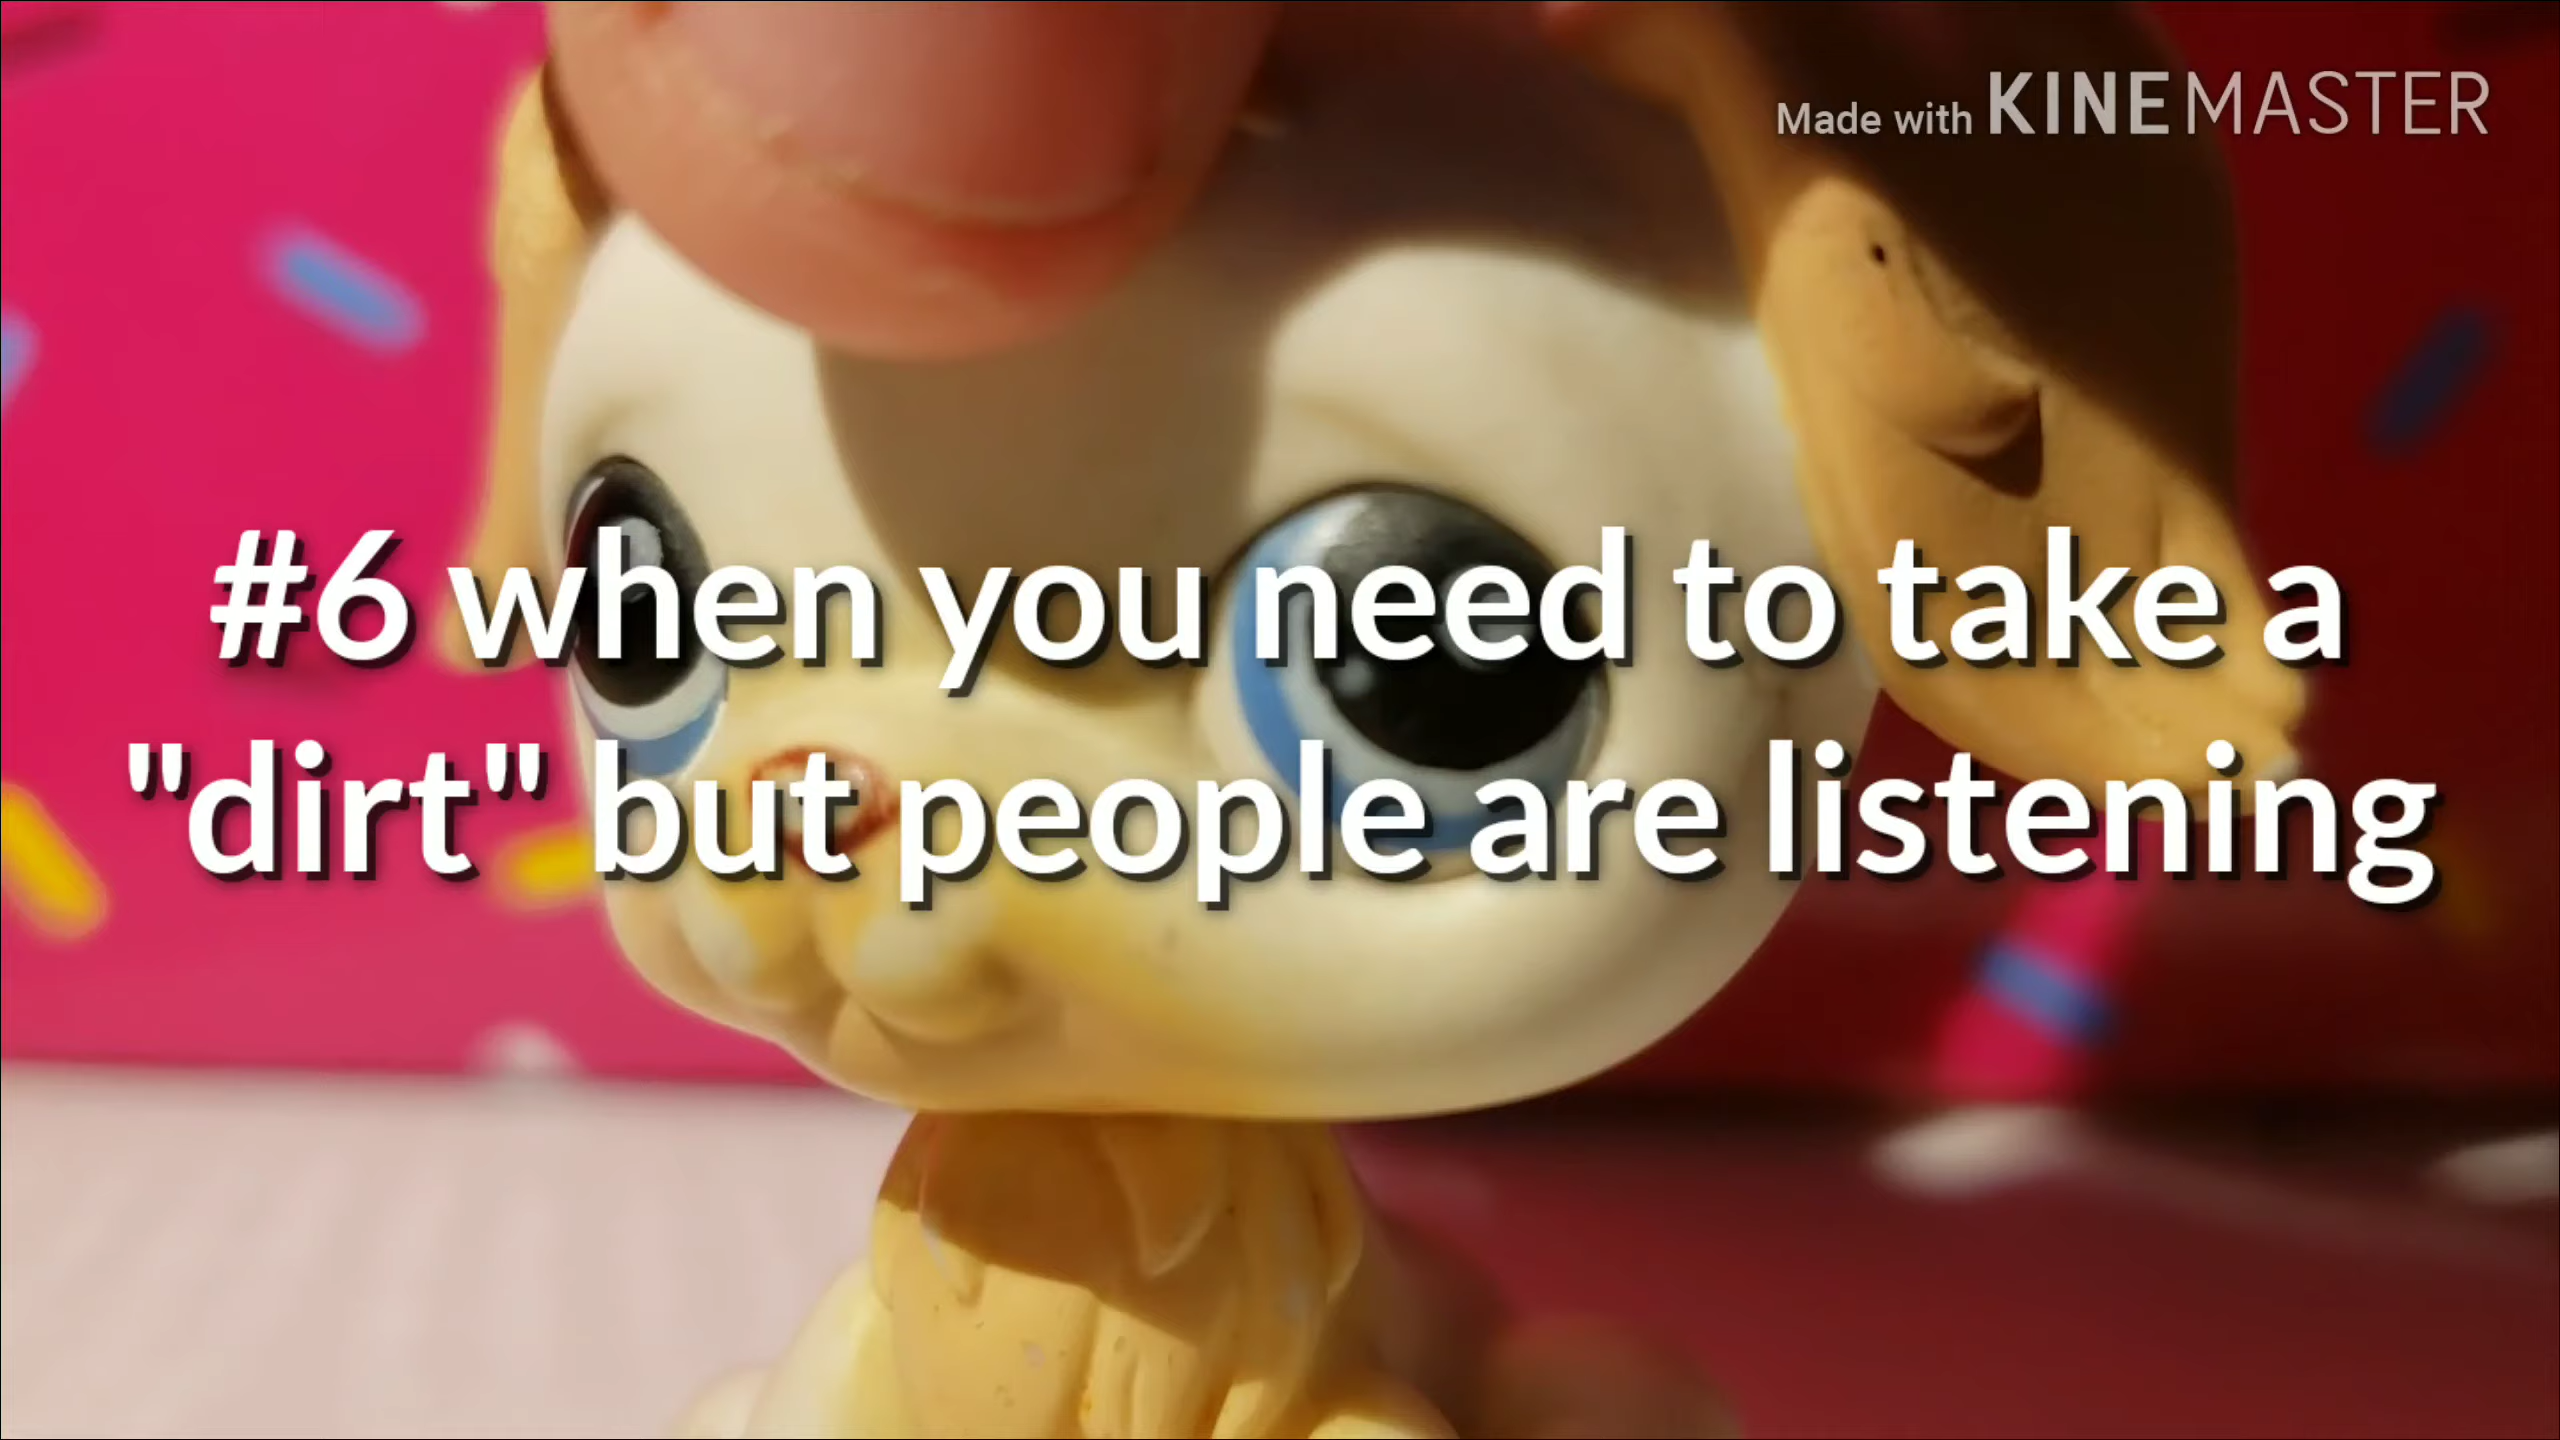 Made with KINEMASTER
#6 when you need to take a
"dirt" but people are listening